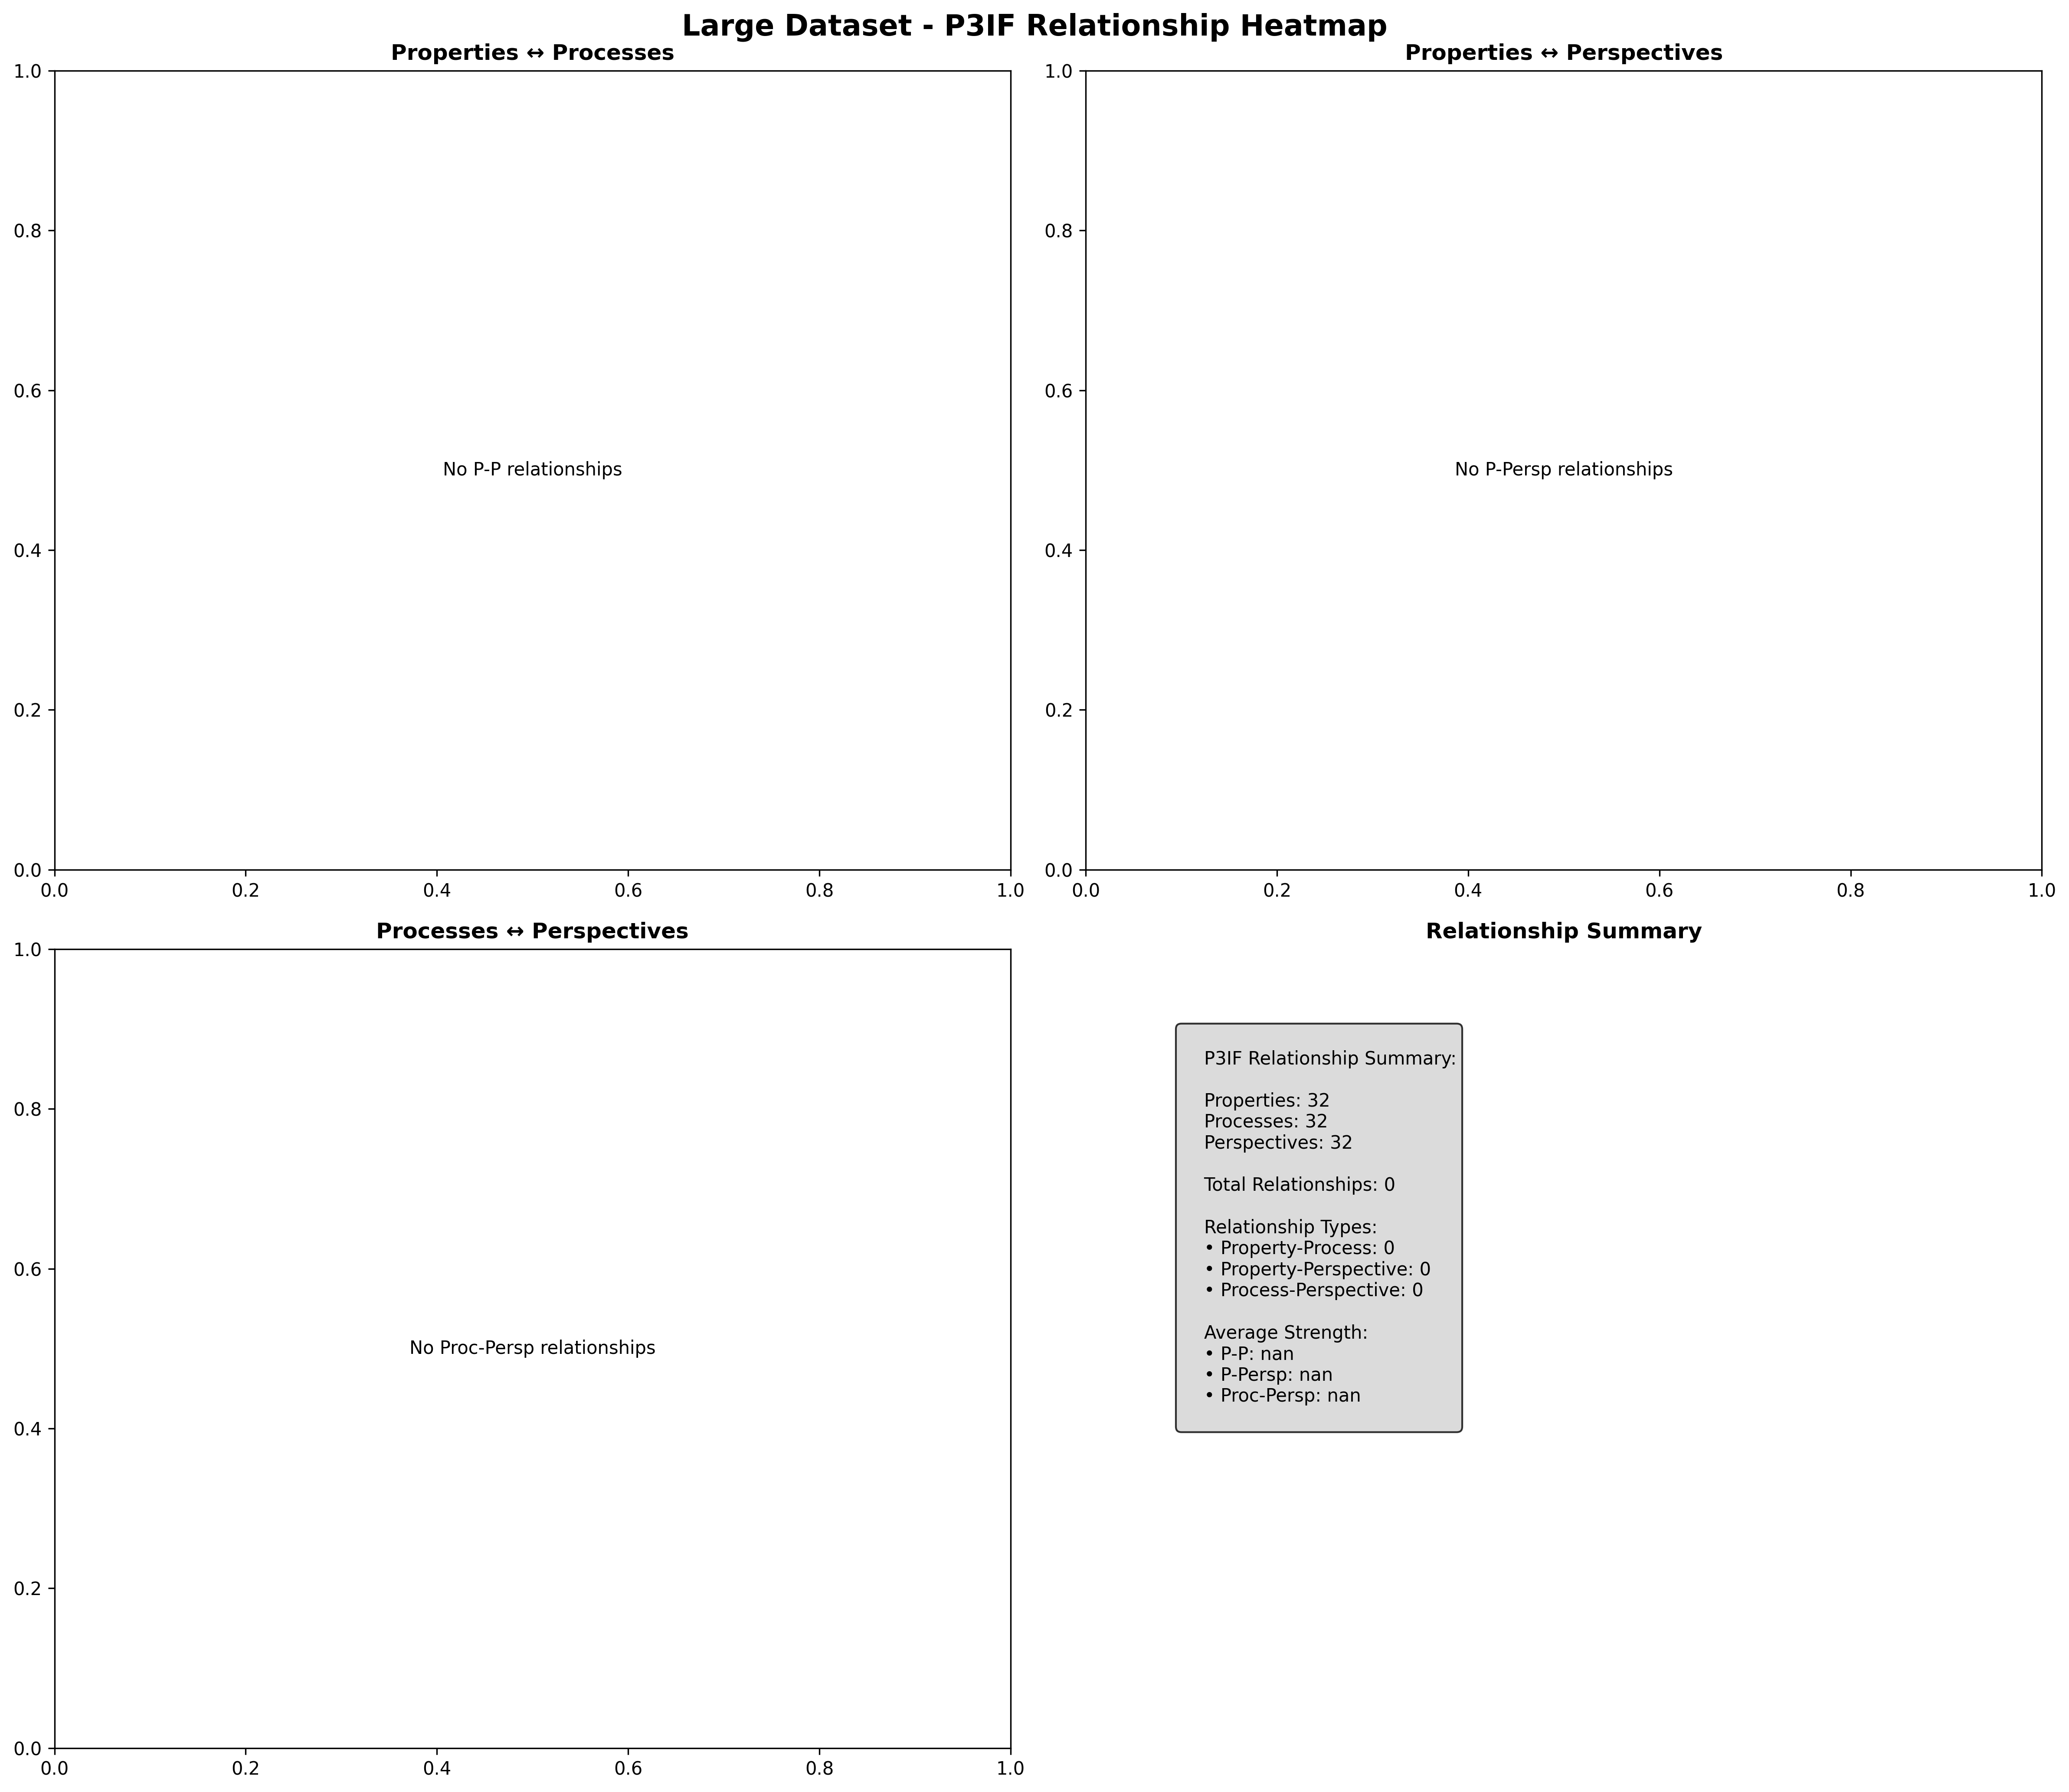 Large Dataset - P3IF Relationship Heatmap
Properties ↔ Processes
1.0
0.8
0.6
0.4
0.2
0.0
No P-P relationships
0.0 0.2 0.4 0.6 0.8 1.0
Properties ↔ Perspectives
1.0
0.8
0.6
0.4
0.2
0.0
No P-Persp relationships
0.0 0.2 0.4 0.6 0.8 1.0
Processes ↔ Perspectives
1.0
0.8
0.6
0.4
0.2
0.0
No Proc-Persp relationships
0.0 0.2 0.4 0.6 0.8 1.0
Relationship Summary
P3IF Relationship Summary:
Properties: 32
Processes: 32
Perspectives: 32
Total Relationships: 0
Relationship Types:
• Property-Process: 0
• Property-Perspective: 0
• Process-Perspective: 0
Average Strength:
• P-P: nan
• P-Persp: nan
• Proc-Persp: nan